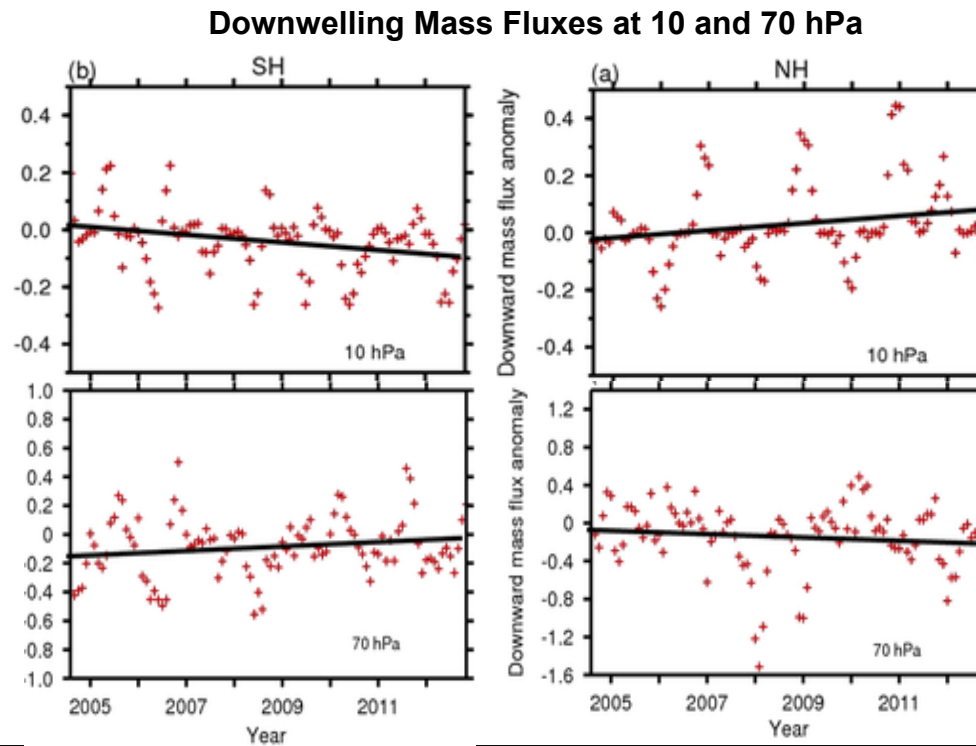 Downwelling Mass Fluxes at 10 and 70 hPa
(b) SH
0.4
0.2
0.0
-0.2
-0.4
10 hPa
1.0
0.8
0.6
0.4
0.2
0
-0.2
-0.4
-0.6
-0.8
1.0
70 hPa
2005 2007 2009 2011
Year
(a) NH
Downward mass flux anomaly
0.4
0.2
0.0
-0.2
-0.4
10 hPa
Downward mass flux anomaly
1.2
0.8
0.4
0
-0.4
-0.8
-1.2
-1.6
70 hPa
2005 2007 2009 2011
Year